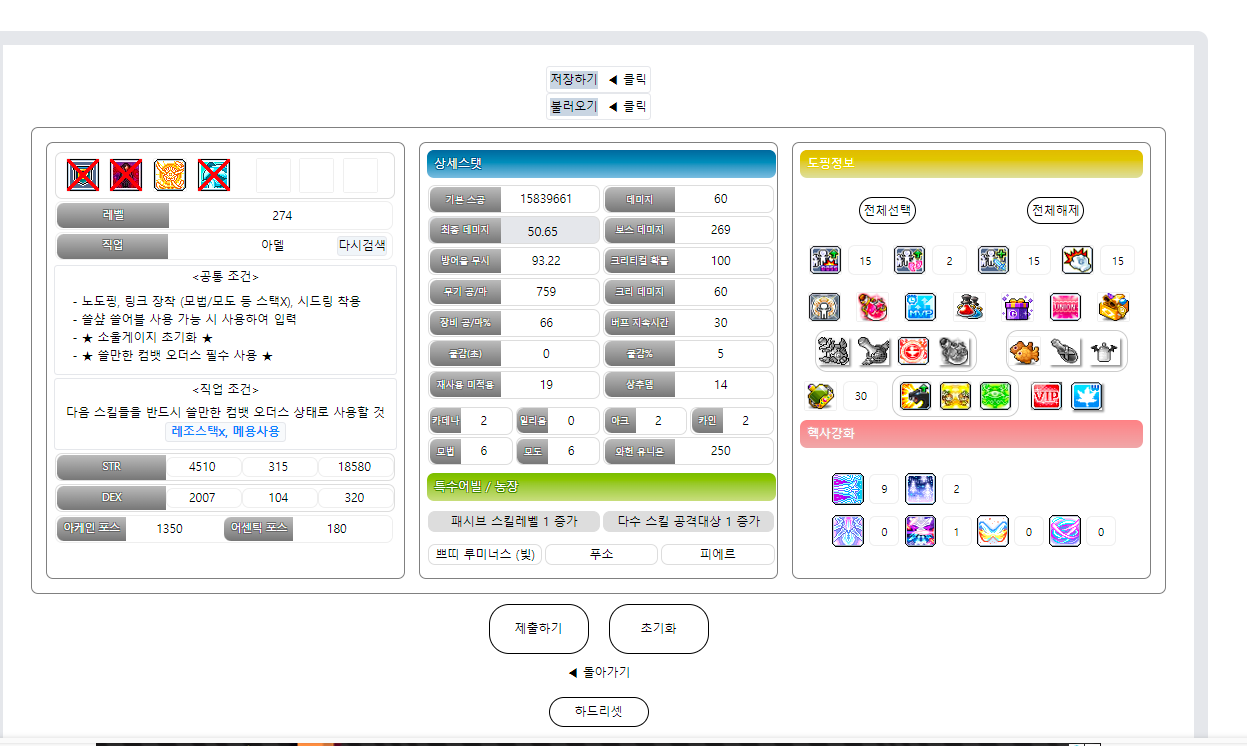 저장하기 ◀ 클릭
불러오기 ◀ 클릭
레벨 274
직업 아델 다시검색
<공통 조건>
- 노도핑, 링크 장착 (모법/모도 등 스택X), 시드링 착용
- 쓸샾 쓸어블 사용 가능 시 사용하여 입력
- ★ 소울게이지 초기화 ★
- ★ 쓸만한 컴뱃 오더스 필수 사용 ★
<직업 조건>
다음 스킬들을 반드시 쓸만한 컴뱃 오더스 상태로 사용할 것
레조스택x, 메용사용
STR 4510 315 18580
DEX 2007 104 320
아케인 포스 1350 어센틱 포스 180
상세스탯
기본 스공 15839661 데미지 60
최종 데미지 50.65 보스 데미지 269
방어율 무시 93.22 크리티컬 확률 100
무기 공/마 759 크리 데미지 60
장비 공/마% 66 버프 지속시간 30
쿨감(초) 0 쿨감% 5
재사용 미적용 19 상추뎀 14
카데나 2 일리움 0 아크 2 카인 2
모법 6 모도 6 와헌 유니온 250
특수어빌 / 농장
패시브 스킬레벨 1 증가 다수 스킬 공격대상 1 증가
쁘띠 루미너스 (빛) 푸소 피에르
도핑정보
전체선택 전체해제
15 2 15 15
MVP
UNION
30 VIP
헥사강화
9 2
0 1 0 0
제출하기 초기화
◀ 돌아가기
하드리셋